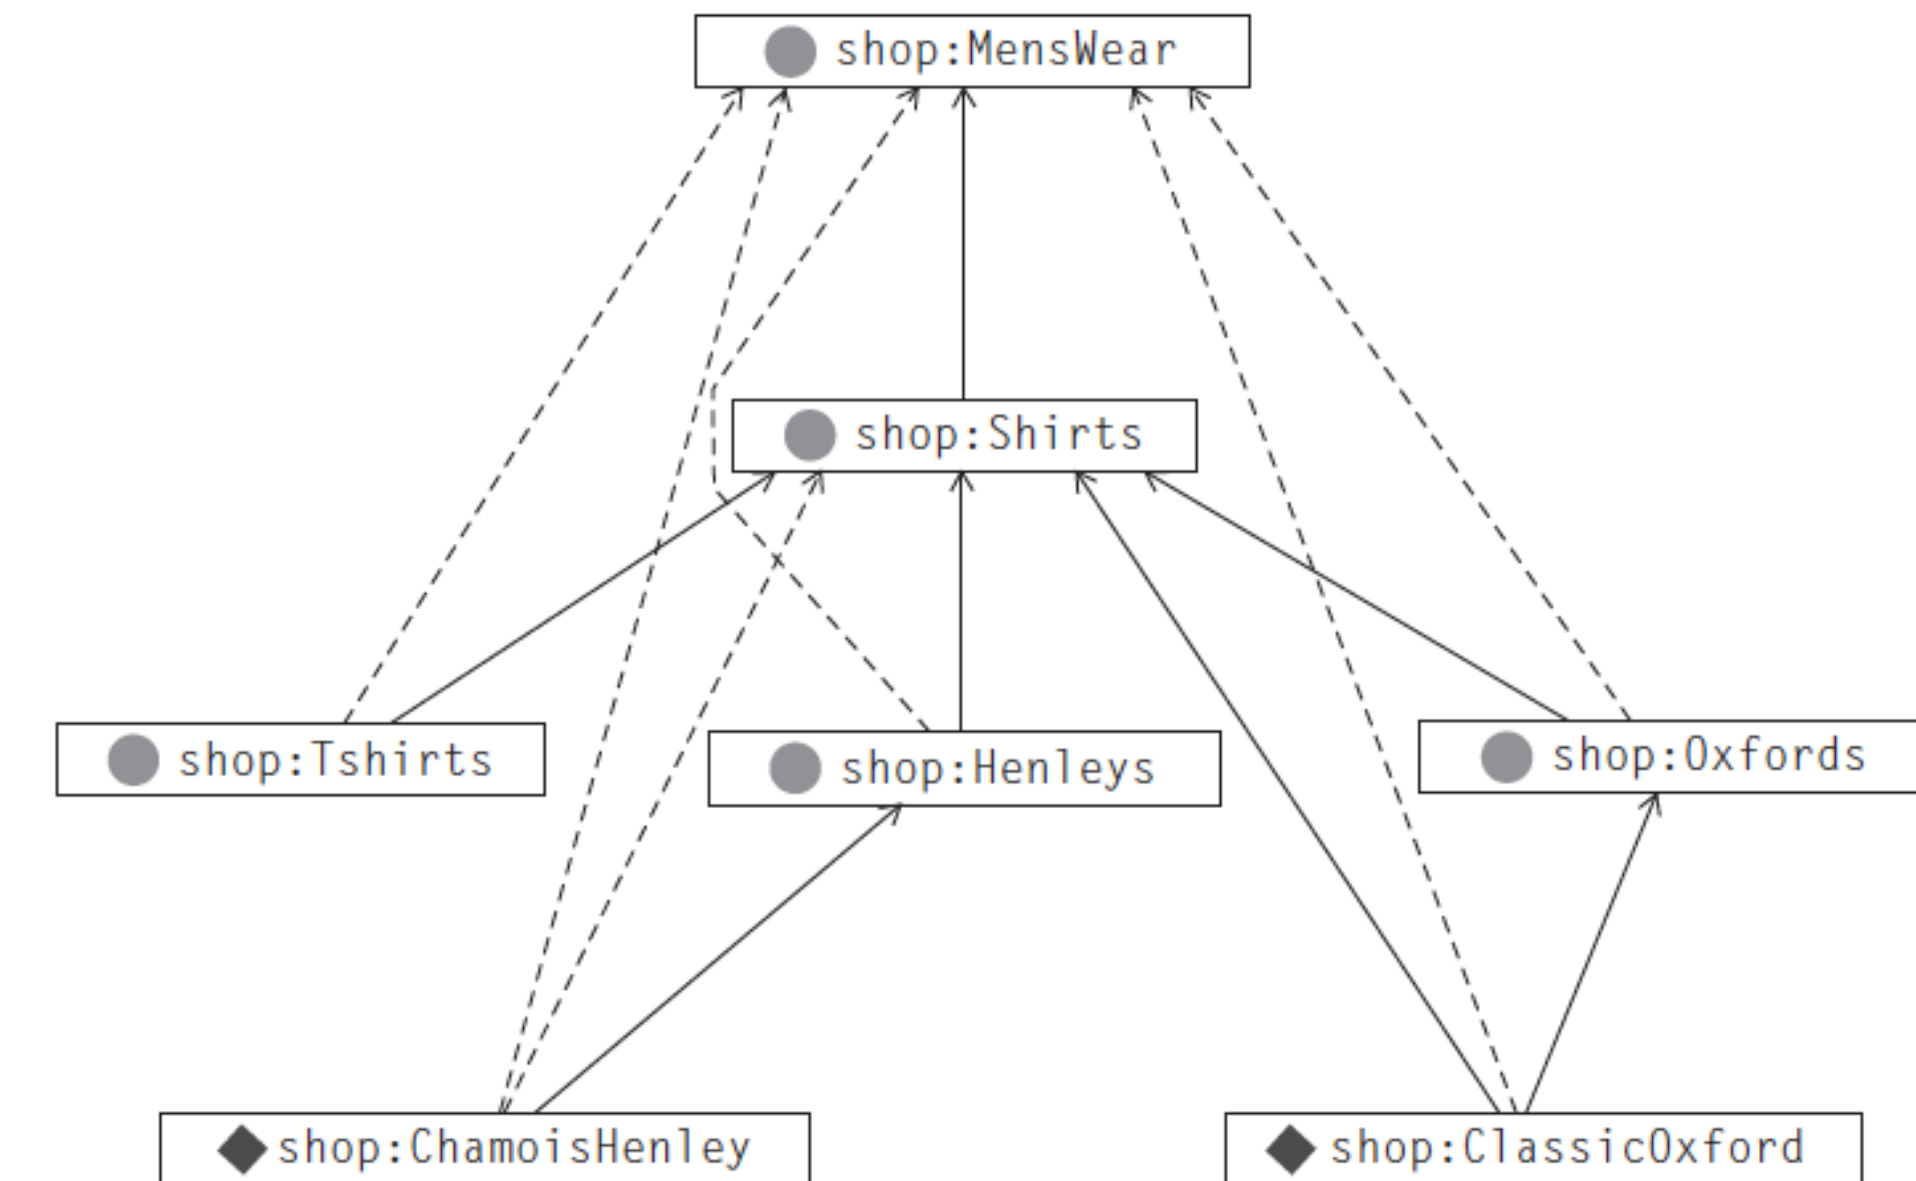 shop:MensWear
shop:Shirts
shop:Tshirts
shop:Henleys
shop:Oxfords
shop:ChamoisHenley
shop:ClassicOxford